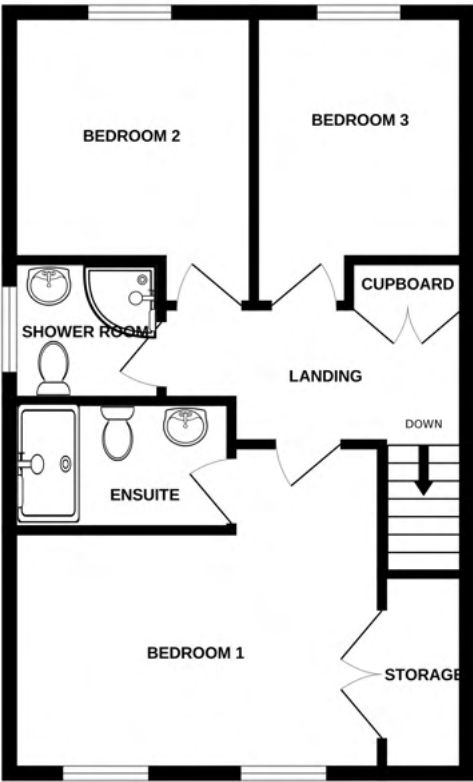 BEDROOM 2
BEDROOM 3
CUPBOARD
SHOWER ROOM
LANDING
DOWN
ENSUITE
BEDROOM 1
STORAGE